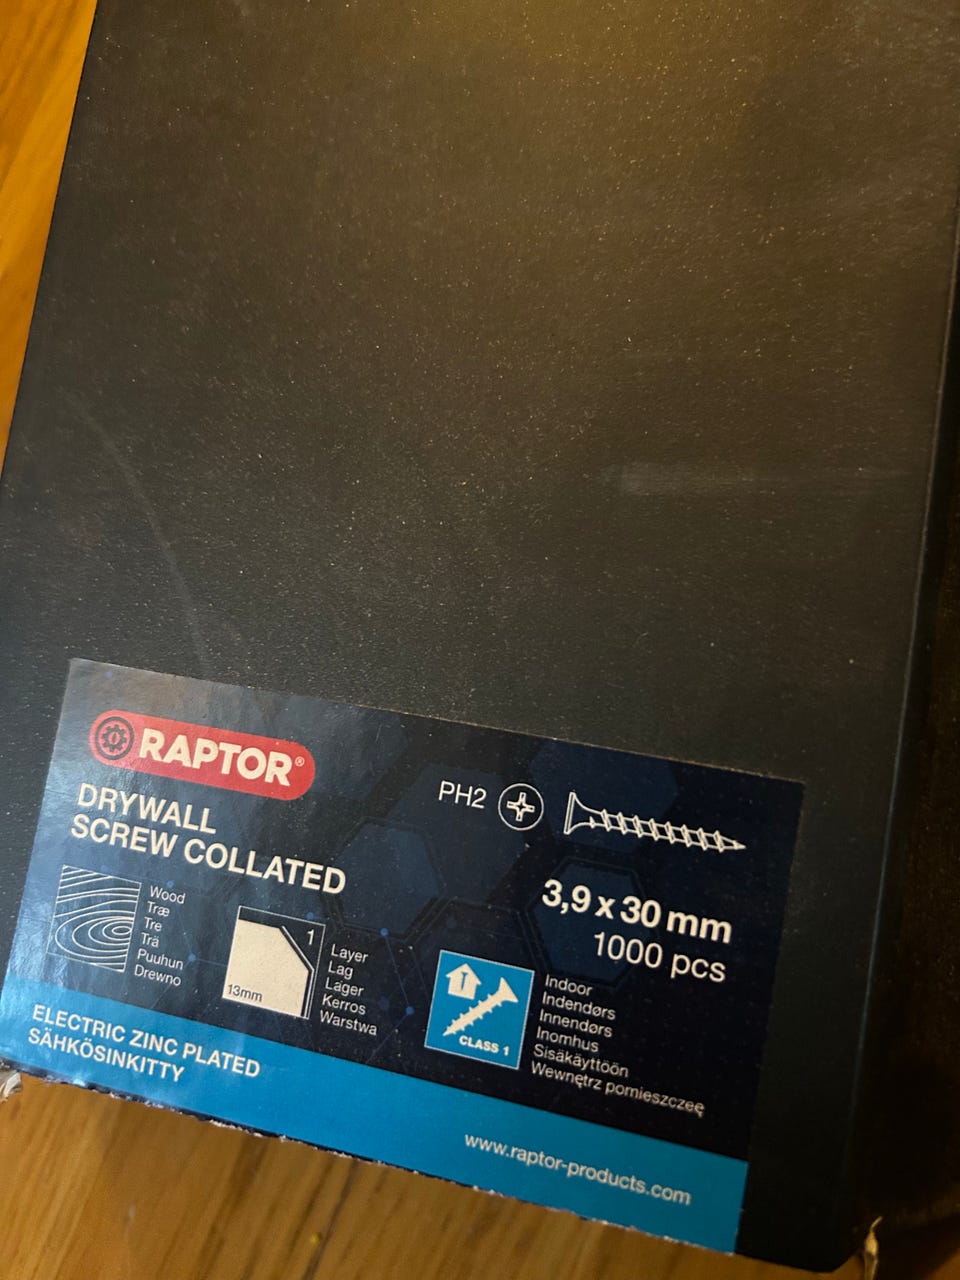 RAPTOR®
DRYWALL
SCREW COLLATED
PH2
3,9 x 30 mm
1000 pcs
Wood
Træ
Tre
Trä
Puuhun
Drewno
1
13mm
Layer
Lag
Lager
Kerros
Warstwa
CLASS 1
Indoor
Indendørs
Innendørs
Inomhus
Sisäkäyttöön
Wewnętrz pomieszczeę
ELECTRIC ZINC PLATED
SÄHKÖSINKITTY
www.raptor-products.com